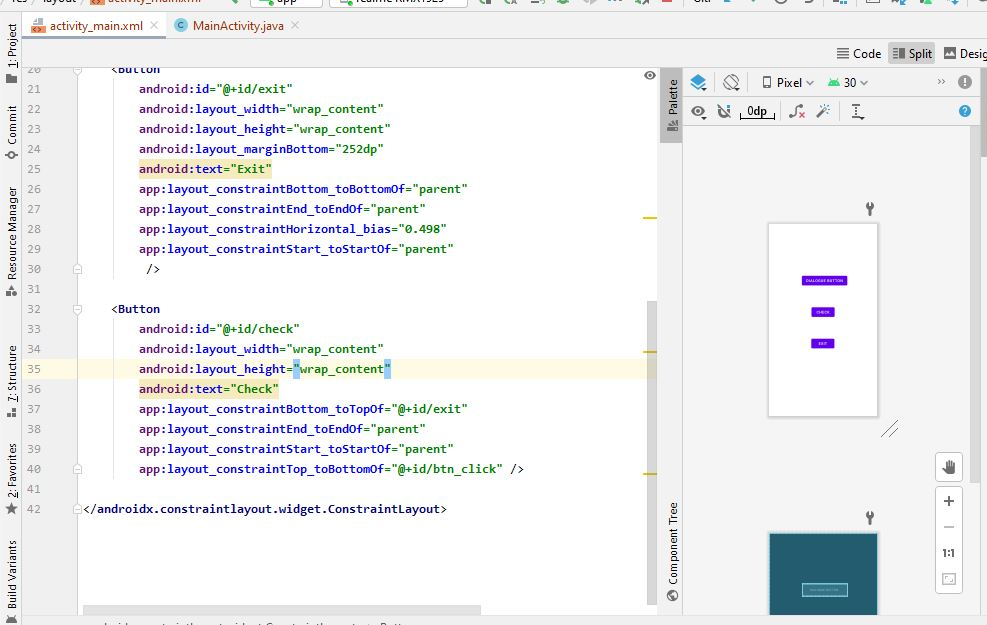 activity_main.xml
MainActivity.java
Code
Split
Desig
1: Project
Commit
Resource Manager
Z: Structure
2: Favorites
Build Variants
20 <Button
21 android:id="@+id/exit"
22 android:layout_width="wrap_content"
23 android:layout_height="wrap_content"
24 android:layout_marginBottom="252dp"
25 android:text="Exit"
26 app:layout_constraintBottom_toBottomOf="parent"
27 app:layout_constraintEnd_toEndOf="parent"
28 app:layout_constraintHorizontal_bias="0.498"
29 app:layout_constraintStart_toStartOf="parent"
30 />
31
32 <Button
33 android:id="@+id/check"
34 android:layout_width="wrap_content"
35 android:layout_height="wrap_content"
36 android:text="Check"
37 app:layout_constraintBottom_toTopOf="@+id/exit"
38 app:layout_constraintEnd_toEndOf="parent"
39 app:layout_constraintStart_toStartOf="parent"
40 app:layout_constraintTop_toBottomOf="@+id/btn_click" />
41
42 </androidx.constraintlayout.widget.ConstraintLayout>
Palette
Component Tree
Pixel
30
0dp
DIALOGUE BUTTON
CHECK
EXIT
1:1